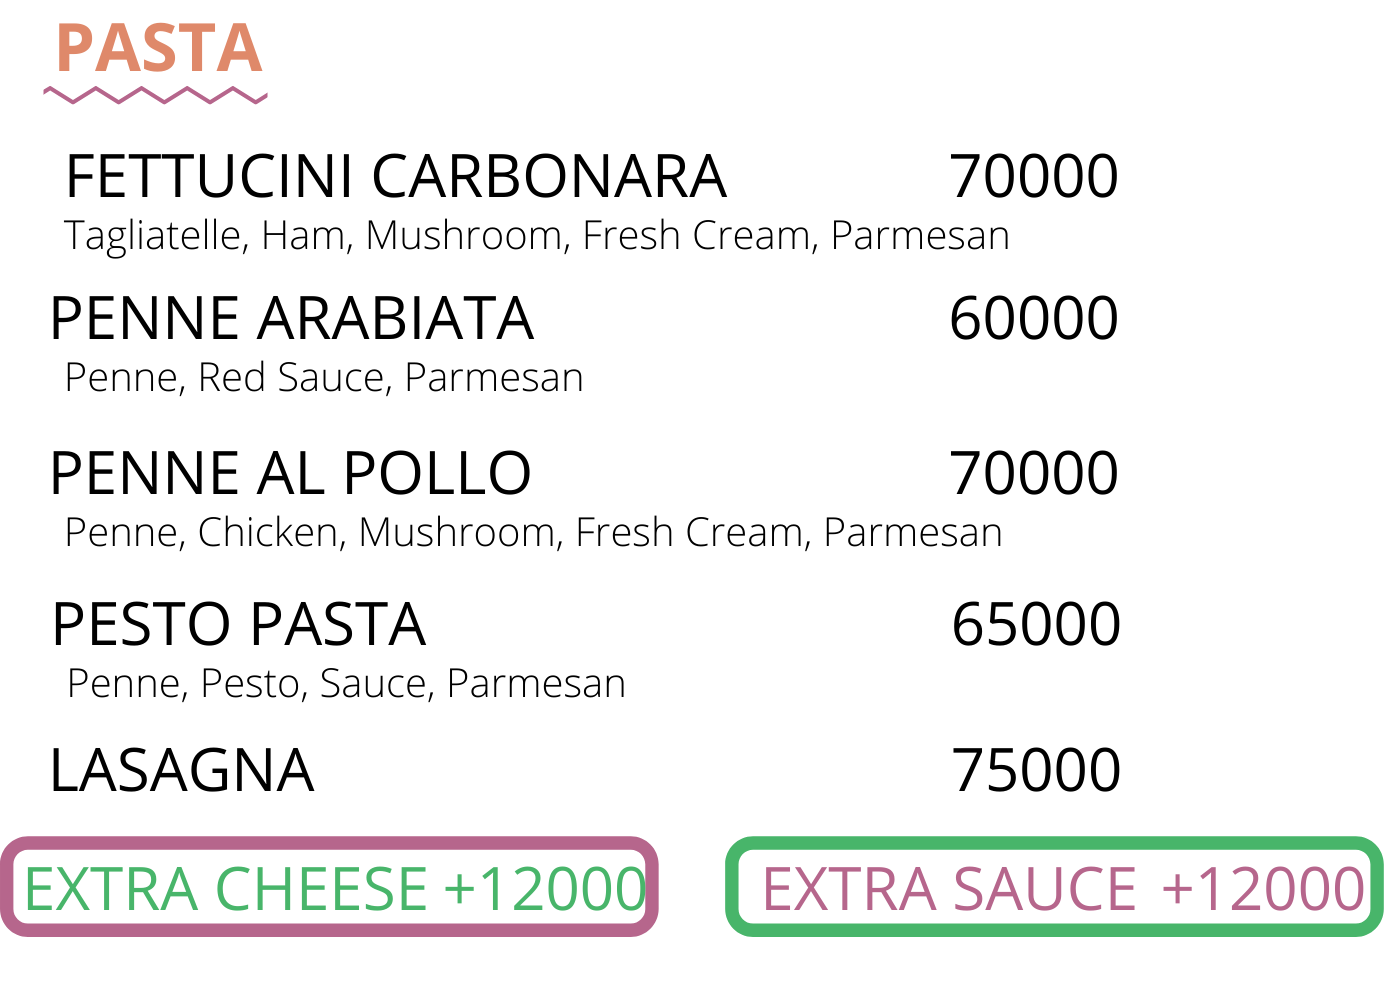 PASTA
FETTUCINI CARBONARA 70000
Tagliatelle, Ham, Mushroom, Fresh Cream, Parmesan
PENNE ARABIATA 60000
Penne, Red Sauce, Parmesan
PENNE AL POLLO 70000
Penne, Chicken, Mushroom, Fresh Cream, Parmesan
PESTO PASTA 65000
Penne, Pesto, Sauce, Parmesan
LASAGNA 75000
EXTRA CHEESE +12000 EXTRA SAUCE +12000